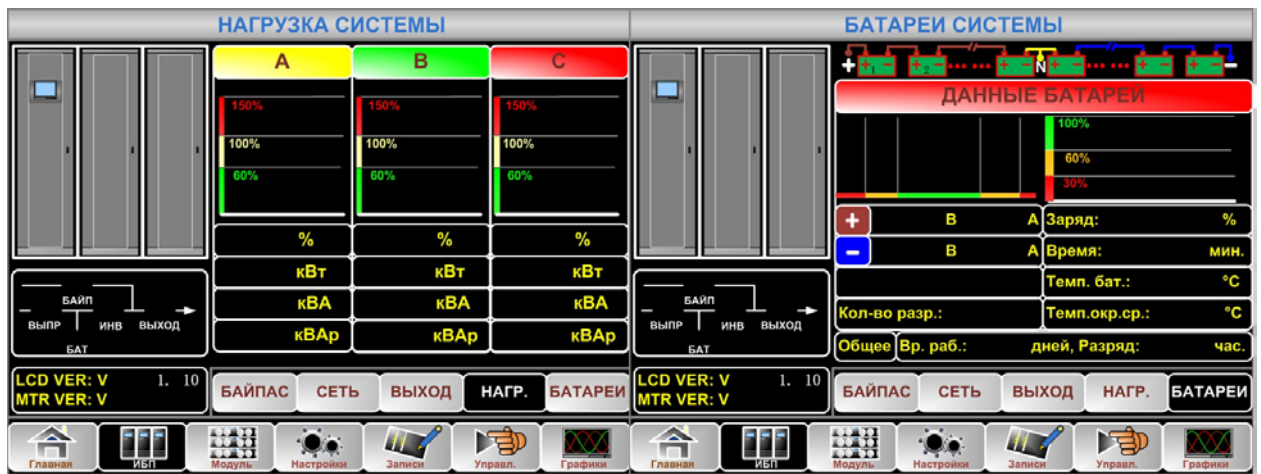 НАГРУЗКА СИСТЕМЫ
A B C
150% 150% 150%
100% 100% 100%
60% 60% 60%
% % %
кВт кВт кВт
кВА кВА кВА
кВАр кВАр кВАр
БАЙП
ВЫПР ИНВ ВЫХОД
БАТ
LCD VER: V 1. 10
MTR VER: V
БАЙПАС СЕТЬ ВЫХОД НАГР. БАТАРЕИ
Главная ИБП Модуль Настройки Записи Управл. Графики
БАТАРЕИ СИСТЕМЫ
+ + 1 - + 2 - ... ... + - N + - ... ... + - -
ДАННЫЕ БАТАРЕИ
100%
60%
30%
+ В А Заряд: %
- В А Время: мин.
Темп. бат.: °C
Кол-во разр.: Темп.окр.ср.: °C
Общее Вр. раб.: дней, Разряд: час.
БАЙП
ВЫПР ИНВ ВЫХОД
БАТ
LCD VER: V 1. 10
MTR VER: V
БАЙПАС СЕТЬ ВЫХОД НАГР. БАТАРЕИ
Главная ИБП Модуль Настройки Записи Управл. Графики